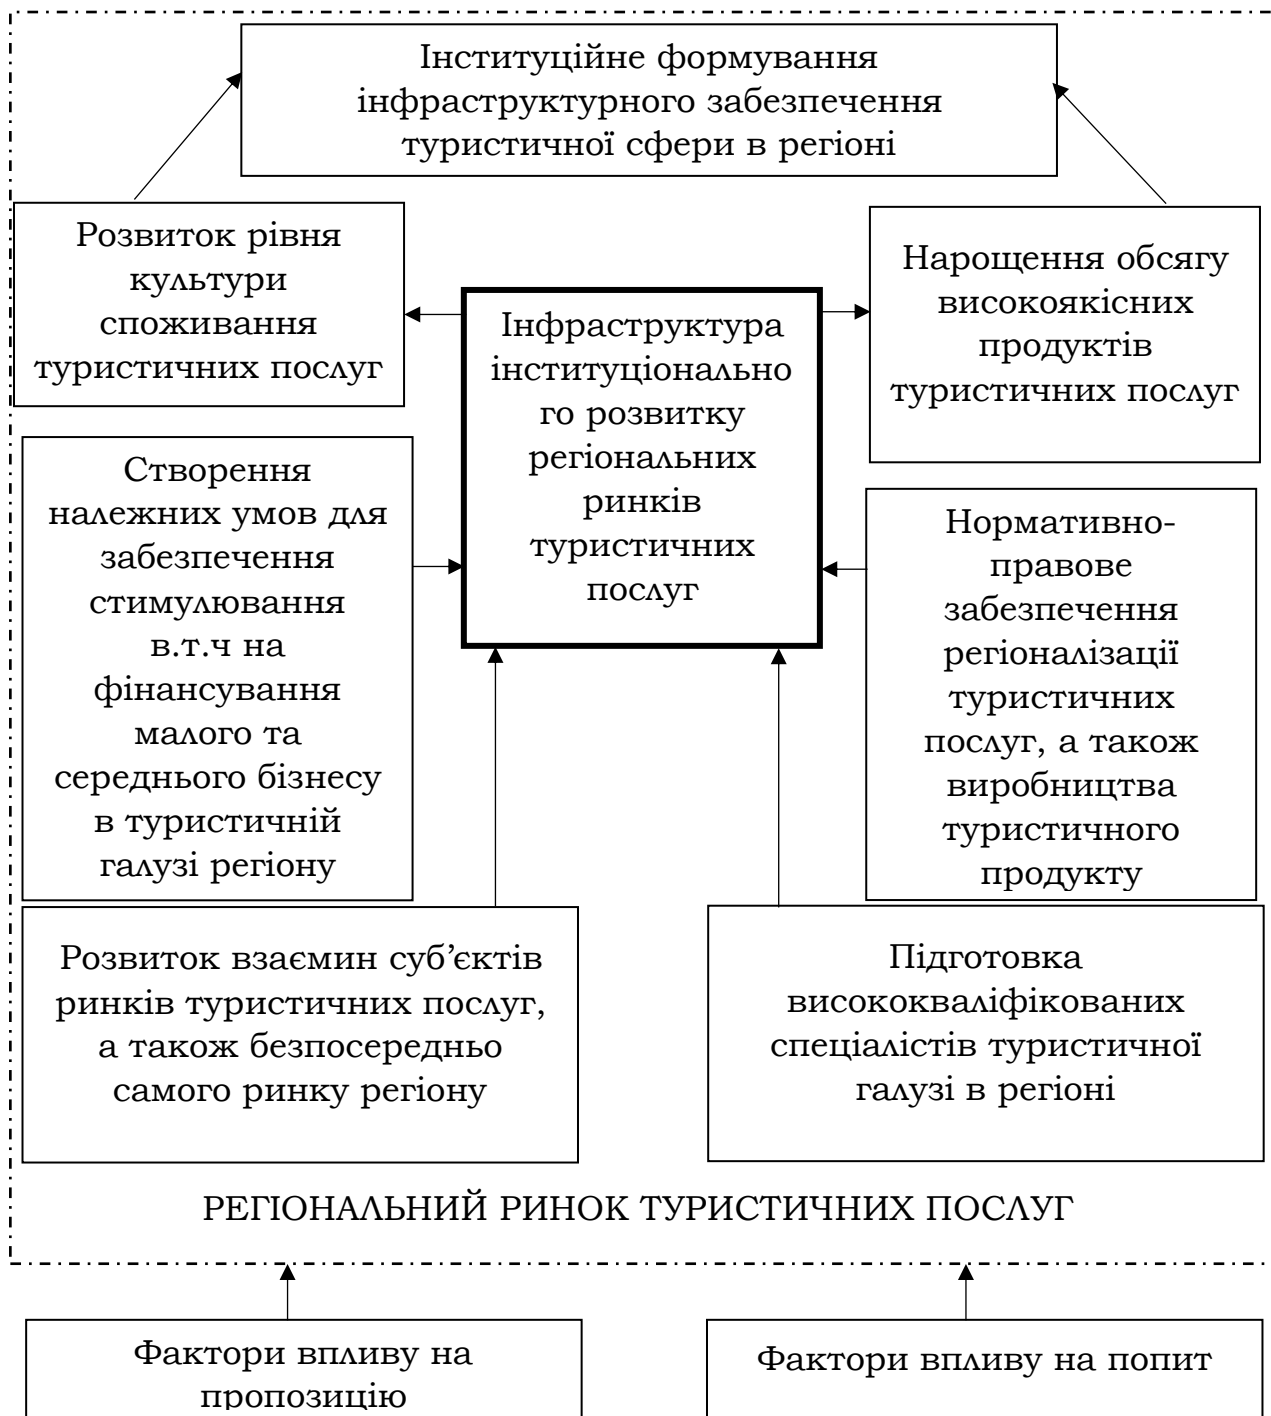 Інституційне формування
інфраструктурного забезпечення
туристичної сфери в регіоні
Розвиток рівня
культури
споживання
туристичних послуг
Інфраструктура
інституціонально
го розвитку
регіональних
ринків
туристичних
послуг
Нарощення обсягу
високоякісних
продуктів
туристичних послуг
Створення
належних умов для
забезпечення
стимулювання
в.т.ч на
фінансування
малого та
середнього бізнесу
в туристичній
галузі регіону
Нормативно-
правове
забезпечення
регіоналізації
туристичних
послуг, а також
виробництва
туристичного
продукту
Розвиток взаємин суб’єктів
ринків туристичних послуг,
а також безпосередньо
самого ринку регіону
Підготовка
висококваліфікованих
спеціалістів туристичної
галузі в регіоні
РЕГІОНАЛЬНИЙ РИНОК ТУРИСТИЧНИХ ПОСЛУГ
Фактори впливу на
пропозицію
Фактори впливу на попит